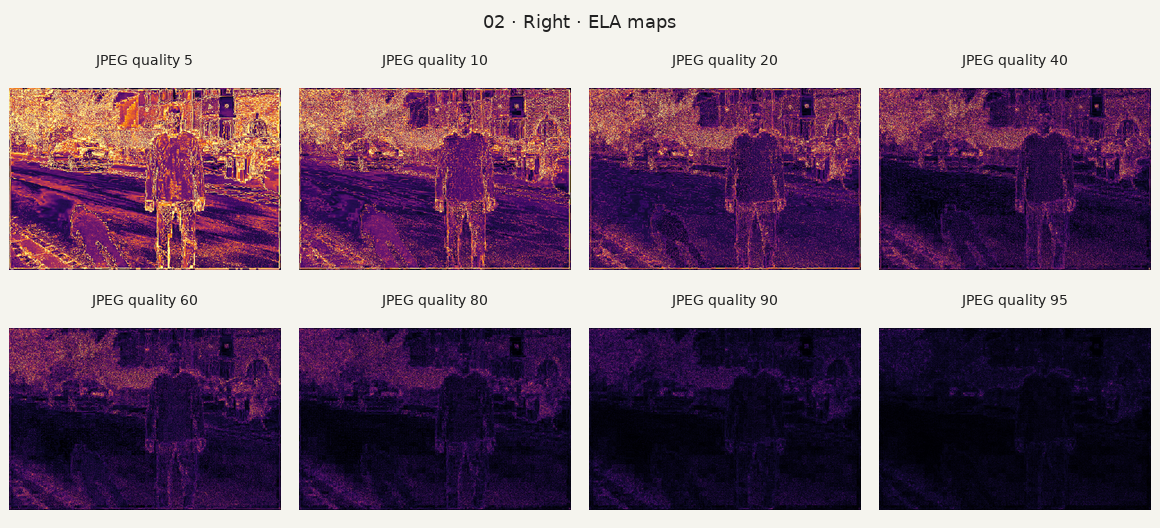 02 · Right · ELA maps
JPEG quality 5
JPEG quality 10
JPEG quality 20
JPEG quality 40
JPEG quality 60
JPEG quality 80
JPEG quality 90
JPEG quality 95